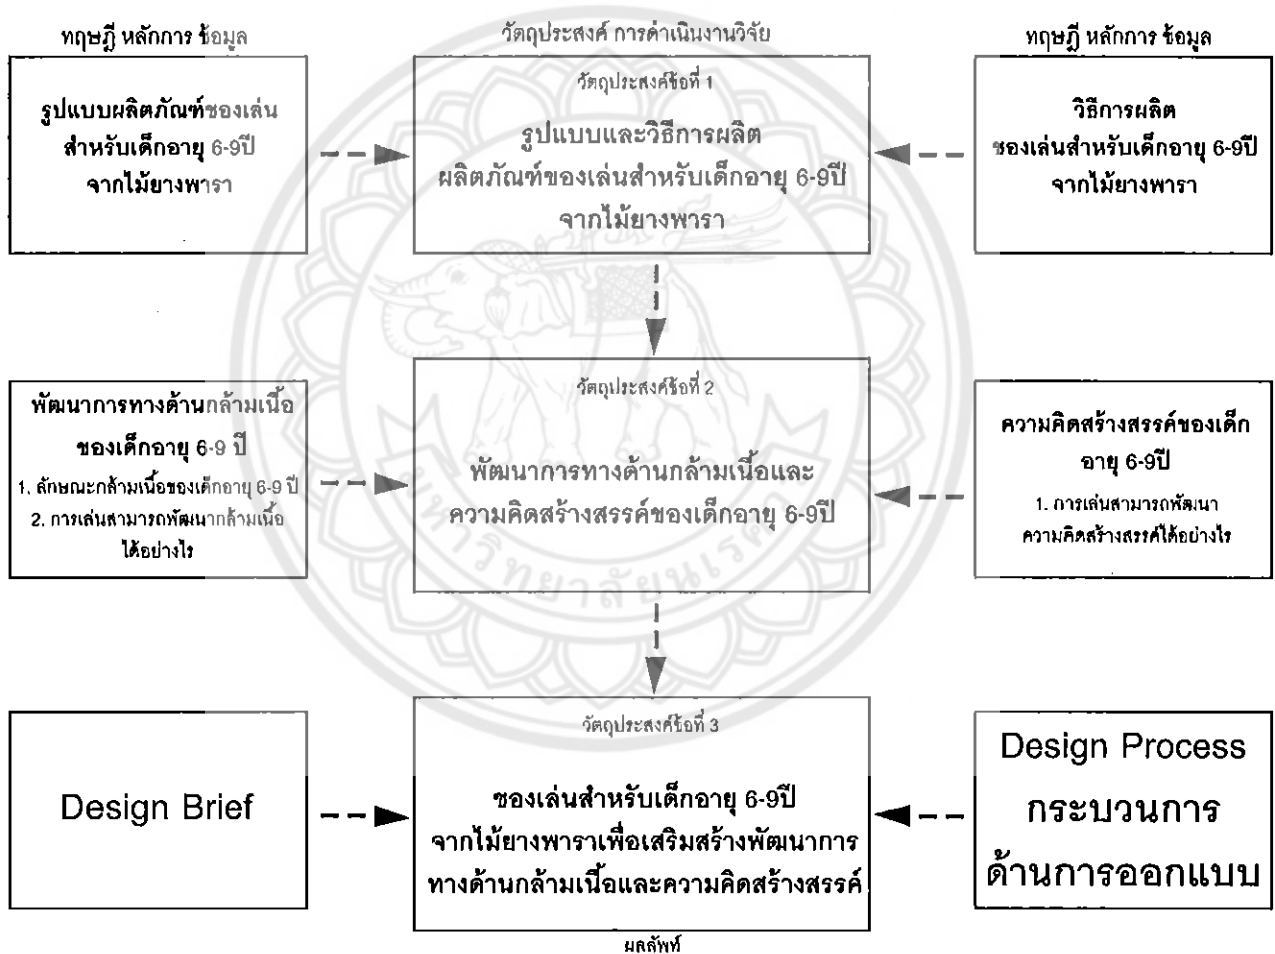 ทฤษฎี หลักการ ข้อมูล
วัตถุประสงค์ การดำเนินงานวิจัย
ทฤษฎี หลักการ ข้อมูล
รูปแบบผลิตภัณฑ์ของเล่น
สำหรับเด็กอายุ 6-9ปี
จากไม้ยางพารา
วัตถุประสงค์ข้อที่ 1
รูปแบบและวิธีการผลิต
ผลิตภัณฑ์ของเล่นสำหรับเด็กอายุ 6-9ปี
จากไม้ยางพารา
วิธีการผลิต
ของเล่นสำหรับเด็กอายุ 6-9ปี
จากไม้ยางพารา
พัฒนาการทางด้านกล้ามเนื้อ
ของเด็กอายุ 6-9 ปี
1. ลักษณะกล้ามเนื้อของเด็กอายุ 6-9 ปี
2. การเล่นสามารถพัฒนากล้ามเนื้อ
ได้อย่างไร
วัตถุประสงค์ข้อที่ 2
พัฒนาการทางด้านกล้ามเนื้อและ
ความคิดสร้างสรรค์ของเด็กอายุ 6-9ปี
ความคิดสร้างสรรค์ของเด็ก
อายุ 6-9ปี
1. การเล่นสามารถพัฒนา
ความคิดสร้างสรรค์ได้อย่างไร
มหาวิทยาลัยนเรศวร
Design Brief
วัตถุประสงค์ข้อที่ 3
ของเล่นสำหรับเด็กอายุ 6-9ปี
จากไม้ยางพาราเพื่อเสริมสร้างพัฒนาการ
ทางด้านกล้ามเนื้อและความคิดสร้างสรรค์
Design Process
กระบวนการ
ด้านการออกแบบ
ผลลัพท์